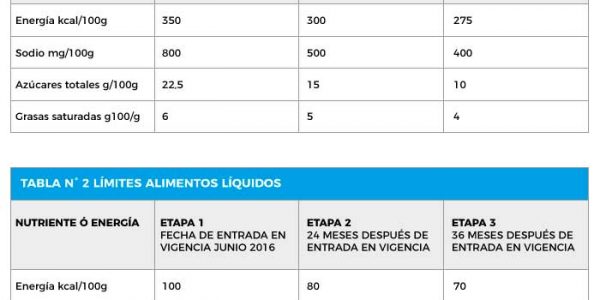 Energía kcal/100g 350 300 275
Sodio mg/100g 800 500 400
Azúcares totales g/100g 22,5 15 10
Grasas saturadas g100/g 6 5 4
TABLA N° 2 LÍMITES ALIMENTOS LÍQUIDOS
NUTRIENTE Ó ENERGÍA ETAPA 1 ETAPA 2 ETAPA 3
FECHA DE ENTRADA EN 24 MESES DESPUÉS DE 36 MESES DESPUÉS DE
VIGENCIA JUNIO 2016 ENTRADA EN VIGENCIA ENTRADA EN VIGENCIA
Energía kcal/100g 100 80 70